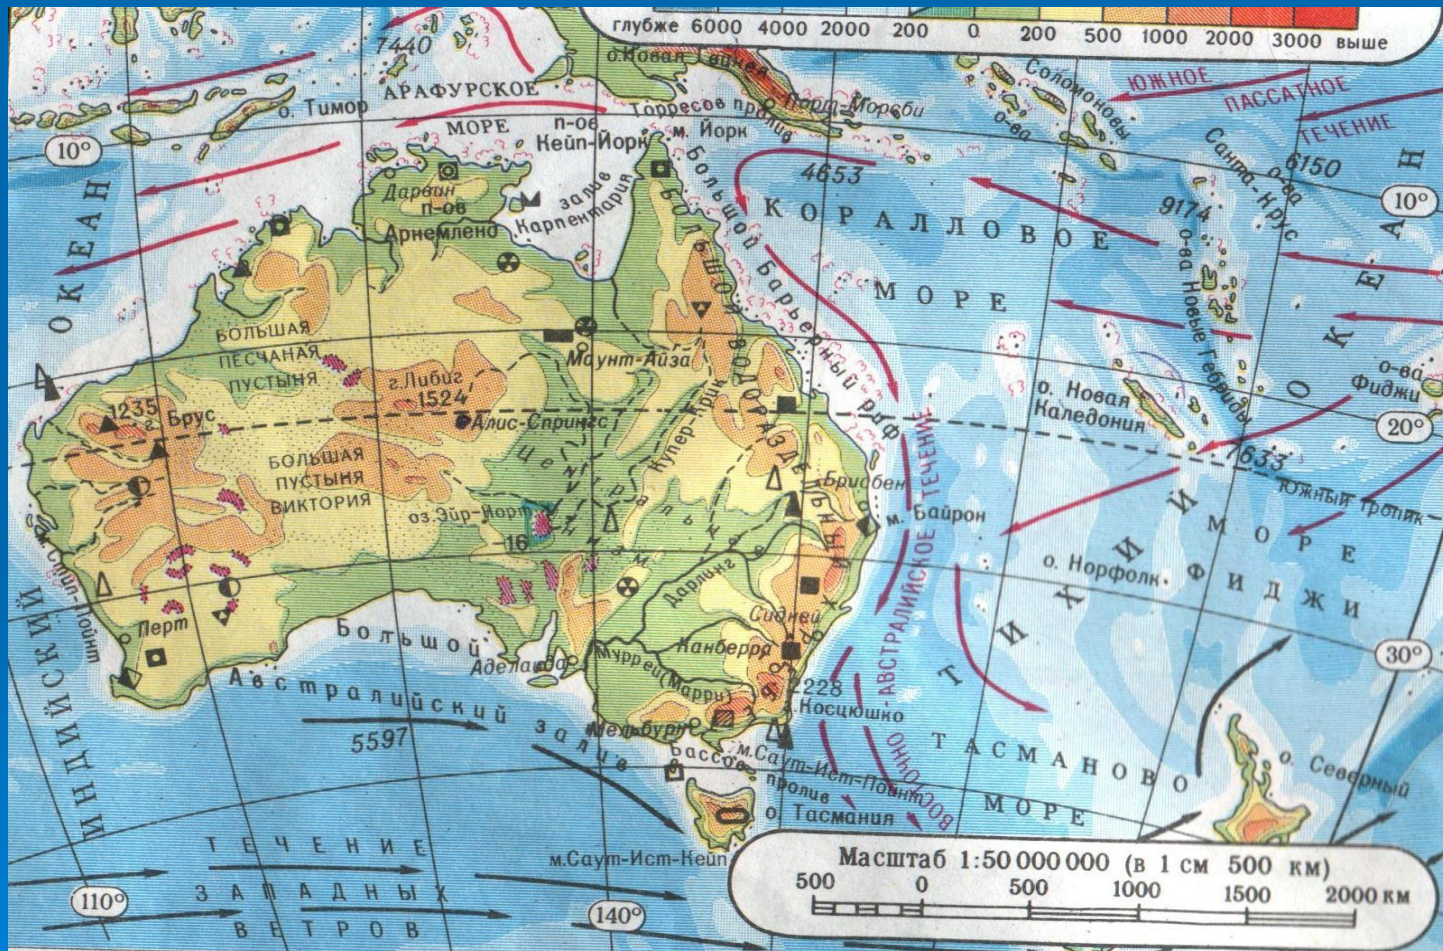 глубже 6000 4000 2000 200 0 200 500 1000 2000 3000 выше
7440
о.Новая Гвинея
Соломоновы
о-ва
ЮЖНОЕ
ПАССАТНОЕ
ТЕЧЕНИЕ
АРАФУРСКОЕ
МОРЕ
о. Тимор
Торресов пролив
Порт-Морсби
м. Йорк
п-ов
Кейп-Йорк
10°
4653
6150
о-ва
Санта-Крус
10°
9174
о-ва Новые Гебриды
Дарвин
п-ов
Арнемленд
залив
Карпентария
КОРАЛЛОВОЕ
МОРЕ
Большой Барьерный риф
БОЛЬШОЙ ВОДОРАЗДЕЛЬНЫЙ
ТИХИЙ ОКЕАН
ИНДИЙСКИЙ ОКЕАН
БОЛЬШАЯ
ПЕСЧАНАЯ
ПУСТЫНЯ
Маунт-Айза
г.Либиг
1524
1235
г. Брус
Алис-Спрингс
Купер-Крик
о. Новая
Каледония
о-ва
Фиджи
20°
7633
Южный тропик
БОЛЬШАЯ
ПУСТЫНЯ
ВИКТОРИЯ
Центральная
низм.
оз.Эйр-Норт
16
Брисбен
м. Байрон
МОРЕ
ФИДЖИ
о. Норфолк
м. Стип-Пойнт
Дарлинг
Сидней
Перт
Большой
Австралийский залив
Аделаида
Канберра
Муррей(Марри)
2228
г.Косцюшко
ВОСТОЧНО-АВСТРАЛИЙСКОЕ ТЕЧЕНИЕ
30°
Мельбурн
5597
Бассов
пролив
м.Саут-Ист-Пойнт
ТАСМАНОВО
МОРЕ
о. Северный
о. Тасмания
м.Саут-Ист-Кейп
ТЕЧЕНИЕ
ЗАПАДНЫХ
ВЕТРОВ
110°
140°
Масштаб 1:50 000 000 (в 1 см 500 км)
500 0 500 1000 1500 2000 км